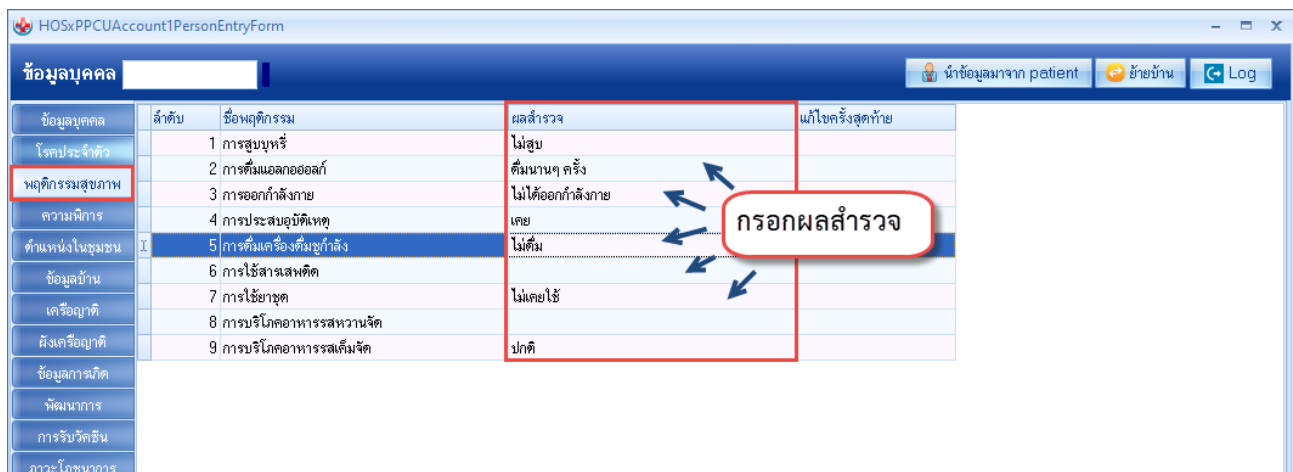 HOSxPPCUAccount1PersonEntryForm
ข้อมูลบุคคล
นำข้อมูลมาจาก patient
ย้ายบ้าน
Log
ข้อมูลบุคคล
โรคประจำตัว
พฤติกรรมสุขภาพ
ความพิการ
ตำแหน่งในชุมชน
ข้อมูลบ้าน
เครือญาติ
ผังเครือญาติ
ข้อมูลการเกิด
พัฒนาการ
การรับวัคซีน
ภาวะโภชนาการ
ลำดับ ชื่อพฤติกรรม ผลสำรวจ แก้ไขครั้งสุดท้าย
1 การสูบบุหรี่ ไม่สูบ
2 การดื่มแอลกอฮอลก์ ดื่มนานๆ ครั้ง
3 การออกกำลังกาย ไม่ได้ออกกำลังกาย
4 การประสบอุบัติเหตุ เคย
5 การดื่มเครื่องดื่มชูกำลัง ไม่ดื่ม
6 การใช้สารเสพติด
7 การใช้ยาชุด ไม่เคยใช้
8 การบริโภคอาหารรสหวานจัด
9 การบริโภคอาหารรสเค็มจัด ปกติ
กรอกผลสำรวจ